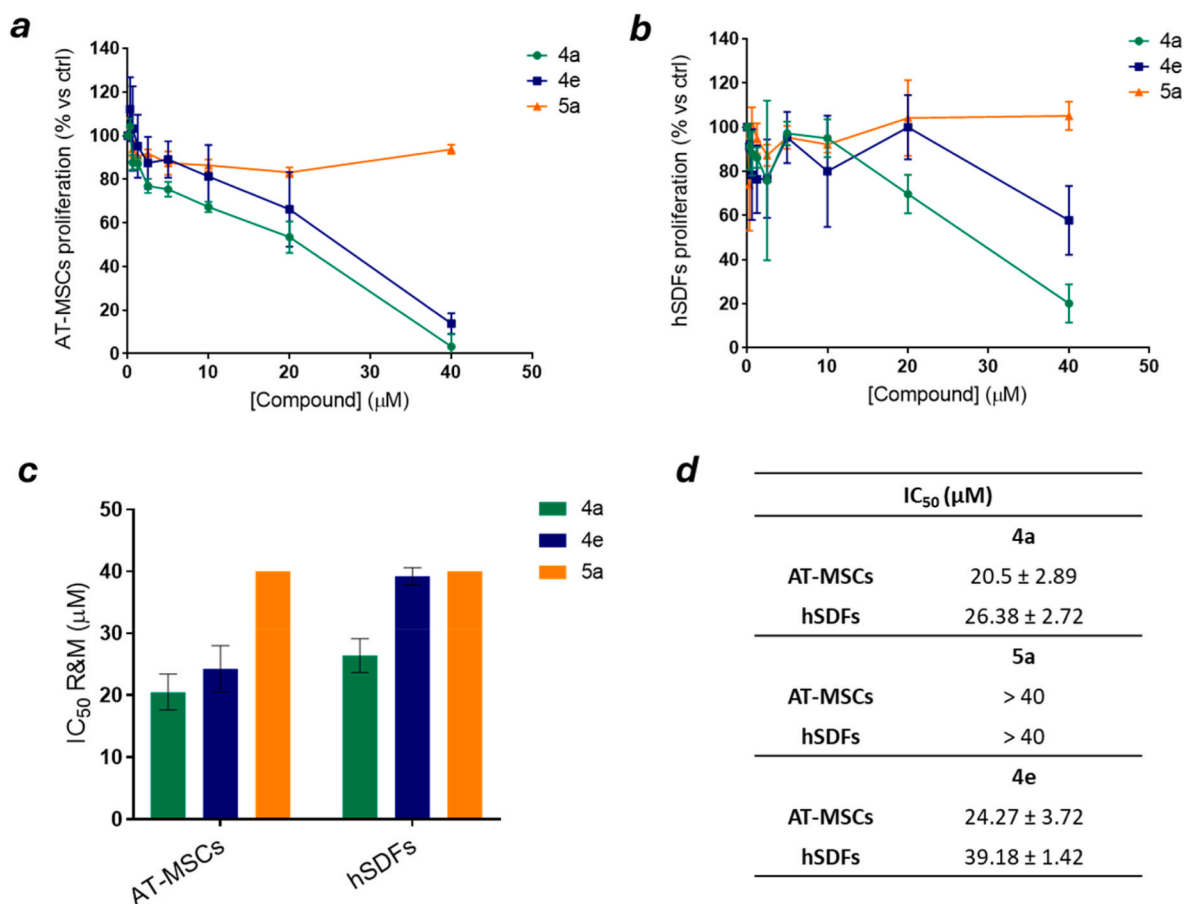 a
140
120
100
80
60
40
20
0
0 10 20 30 40 50
AT-MSCs proliferation (% vs ctrl)
[Compound] (μM)
4a
4e
5a
b
140
120
100
80
60
40
20
0
0 10 20 30 40 50
hSDFs proliferation (% vs ctrl)
[Compound] (μM)
4a
4e
5a
c
50
40
30
20
10
0
IC50 R&M (μM)
AT-MSCs hSDFs
4a
4e
5a
d
IC50 (μM)
4a
AT-MSCs 20.5 ± 2.89
hSDFs 26.38 ± 2.72
5a
AT-MSCs > 40
hSDFs > 40
4e
AT-MSCs 24.27 ± 3.72
hSDFs 39.18 ± 1.42